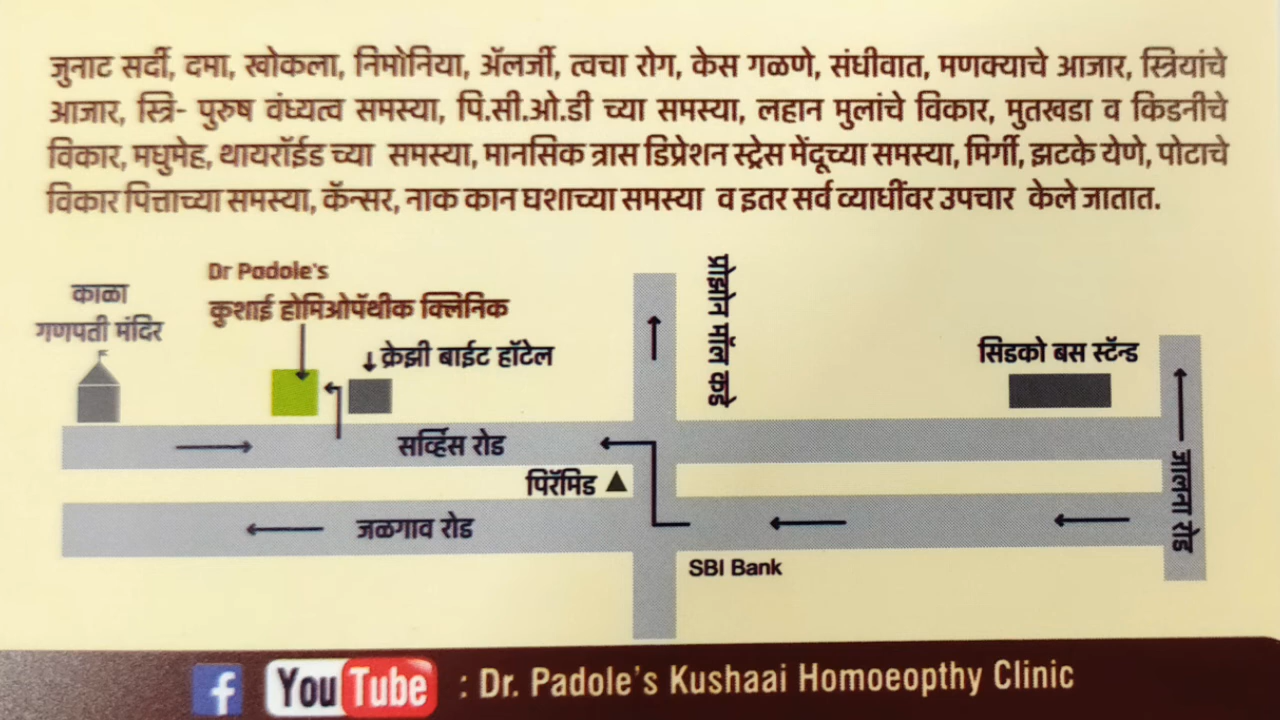 जुनाट सर्दी, दमा, खोकला, निमोनिया, ॲलर्जी, त्वचा रोग, केस गळणे, संधीवात, मणक्याचे आजार, स्त्रियांचे
आजार, स्त्रि- पुरुष वंध्यत्व समस्या, पि.सी.ओ.डी च्या समस्या, लहान मुलांचे विकार, मुतखडा व किडनीचे
विकार, मधुमेह, थायरॉईड च्या समस्या, मानसिक त्रास डिप्रेशन स्ट्रेस मेंदूच्या समस्या, मिर्गी, झटके येणे, पोटाचे
विकार पित्ताच्या समस्या, कॅन्सर, नाक कान घशाच्या समस्या व इतर सर्व व्याधींवर उपचार केले जातात.
Dr Padole's
कुशाई होमिओपॅथीक क्लिनिक
काळा
गणपती मंदिर
क्रेझी बाईट हॉटेल
प्रोझोन मॉल कडे
सिडको बस स्टॅन्ड
सर्व्हिस रोड
पिरॅमिड
जळगाव रोड
जालना रोड
SBI Bank
f YouTube : Dr. Padole's Kushaai Homoeopthy Clinic